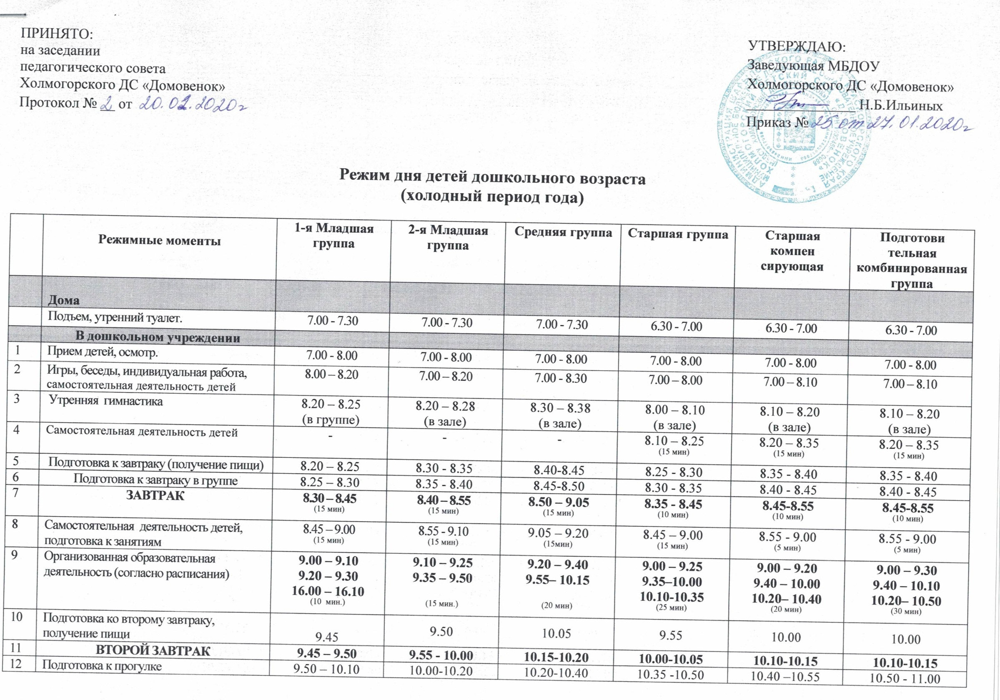 ПРИНЯТО:
на заседании
педагогического совета
Холмогорского ДС «Домовенок»
Протокол № 2 от 20.01.2020г
УТВЕРЖДАЮ:
Заведующая МБДОУ
Холмогорского ДС «Домовенок»
Н.Б.Ильиных
Приказ № 25 от 27.01.2020г
Режим дня детей дошкольного возраста
(холодный период года)
Режимные моменты 1-я Младшая группа 2-я Младшая группа Средняя группа Старшая группа Старшая компен сирующая Подготови тельная комбинированная группа
Дома
Подъем, утренний туалет. 7.00 - 7.30 7.00 - 7.30 7.00 - 7.30 6.30 - 7.00 6.30 - 7.00 6.30 - 7.00
В дошкольном учреждении
1 Прием детей, осмотр. 7.00 - 8.00 7.00 - 8.00 7.00 - 8.00 7.00 - 8.00 7.00 - 8.00 7.00 - 8.00
2 Игры, беседы, индивидуальная работа, 8.00 – 8.20 7.00 – 8.20 7.00 - 8.30 7.00 – 8.00 7.00 – 8.10 7.00 – 8.10
самостоятельная деятельность детей
3 Утренняя гимнастика 8.20 – 8.25 8.20 – 8.28 8.30 – 8.38 8.00 – 8.10 8.10 – 8.20 8.10 – 8.20
(в группе) (в зале) (в зале) (в зале) (в зале) (в зале)
4 Самостоятельная деятельность детей - - - 8.10 – 8.25 8.20 – 8.35 8.20 – 8.35
(15 мин) (15 мин) (15 мин)
5 Подготовка к завтраку (получение пищи) 8.20 – 8.25 8.30 - 8.35 8.40-8.45 8.25 - 8.30 8.35 - 8.40 8.35 - 8.40
6 Подготовка к завтраку в группе 8.25 – 8.30 8.35 - 8.40 8.45-8.50 8.30 - 8.35 8.40 - 8.45 8.40 - 8.45
7 ЗАВТРАК 8.30 – 8.45 8.40 – 8.55 8.50 – 9.05 8.35 - 8.45 8.45-8.55 8.45-8.55
(15 мин) (15 мин) (15 мин) (10 мин) (10 мин) (10 мин)
8 Самостоятельная деятельность детей, 8.45 – 9.00 8.55 - 9.10 9.05 – 9.20 8.45 – 9.00 8.55 - 9.00 8.55 - 9.00
подготовка к занятиям (15 мин) (15 мин) (15мин) (15 мин) (5 мин) (5 мин)
9 Организованная образовательная 9.00 – 9.10 9.10 – 9.25 9.20 – 9.40 9.00 – 9.25 9.00 – 9.20 9.00 – 9.30
деятельность (согласно расписания) 9.20 – 9.30 9.35 – 9.50 9.55– 10.15 9.35–10.00 9.40 – 10.00 9.40 – 10.10
16.00 – 16.10 10.10-10.35 10.20– 10.40 10.20– 10.50
(10 мин.) (15 мин.) (20 мин) (25 мин) (20 мин) (30 мин)
10 Подготовка ко второму завтраку,
получение пищи 9.45 9.50 10.05 9.55 10.00 10.00
11 ВТОРОЙ ЗАВТРАК 9.45 – 9.50 9.55 - 10.00 10.15-10.20 10.00-10.05 10.10-10.15 10.10-10.15
12 Подготовка к прогулке 9.50 – 10.10 10.00-10.20 10.20-10.40 10.35 -10.50 10.40 –10.55 10.50 - 11.00